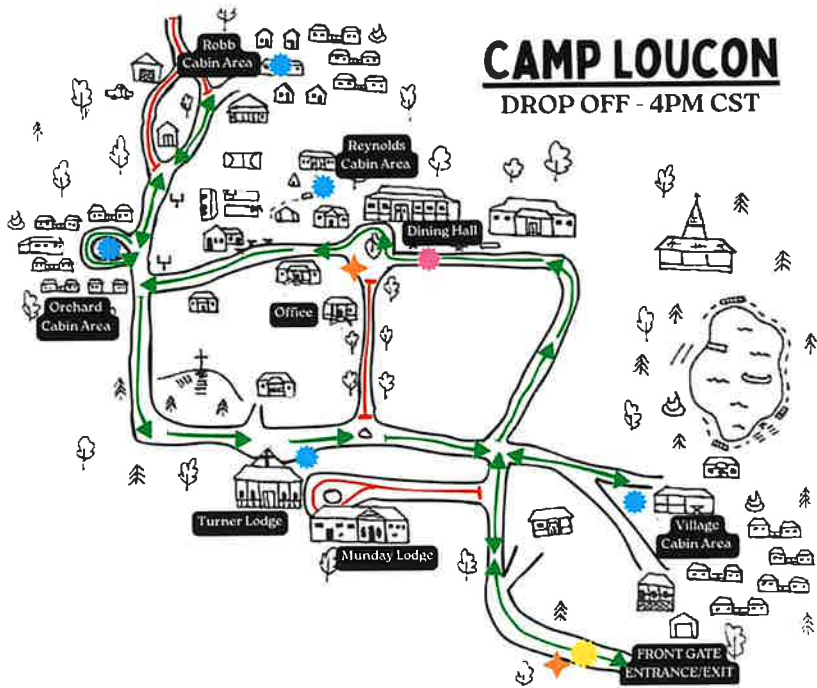 CAMP LOUCON
DROP OFF - 4PM CST
Robb
Cabin Area
Reynolds
Cabin Area
Dining Hall
Orchard
Cabin Area
Office
Turner Lodge
Munday Lodge
Village
Cabin Area
FRONT GATE
ENTRANCE/EXIT